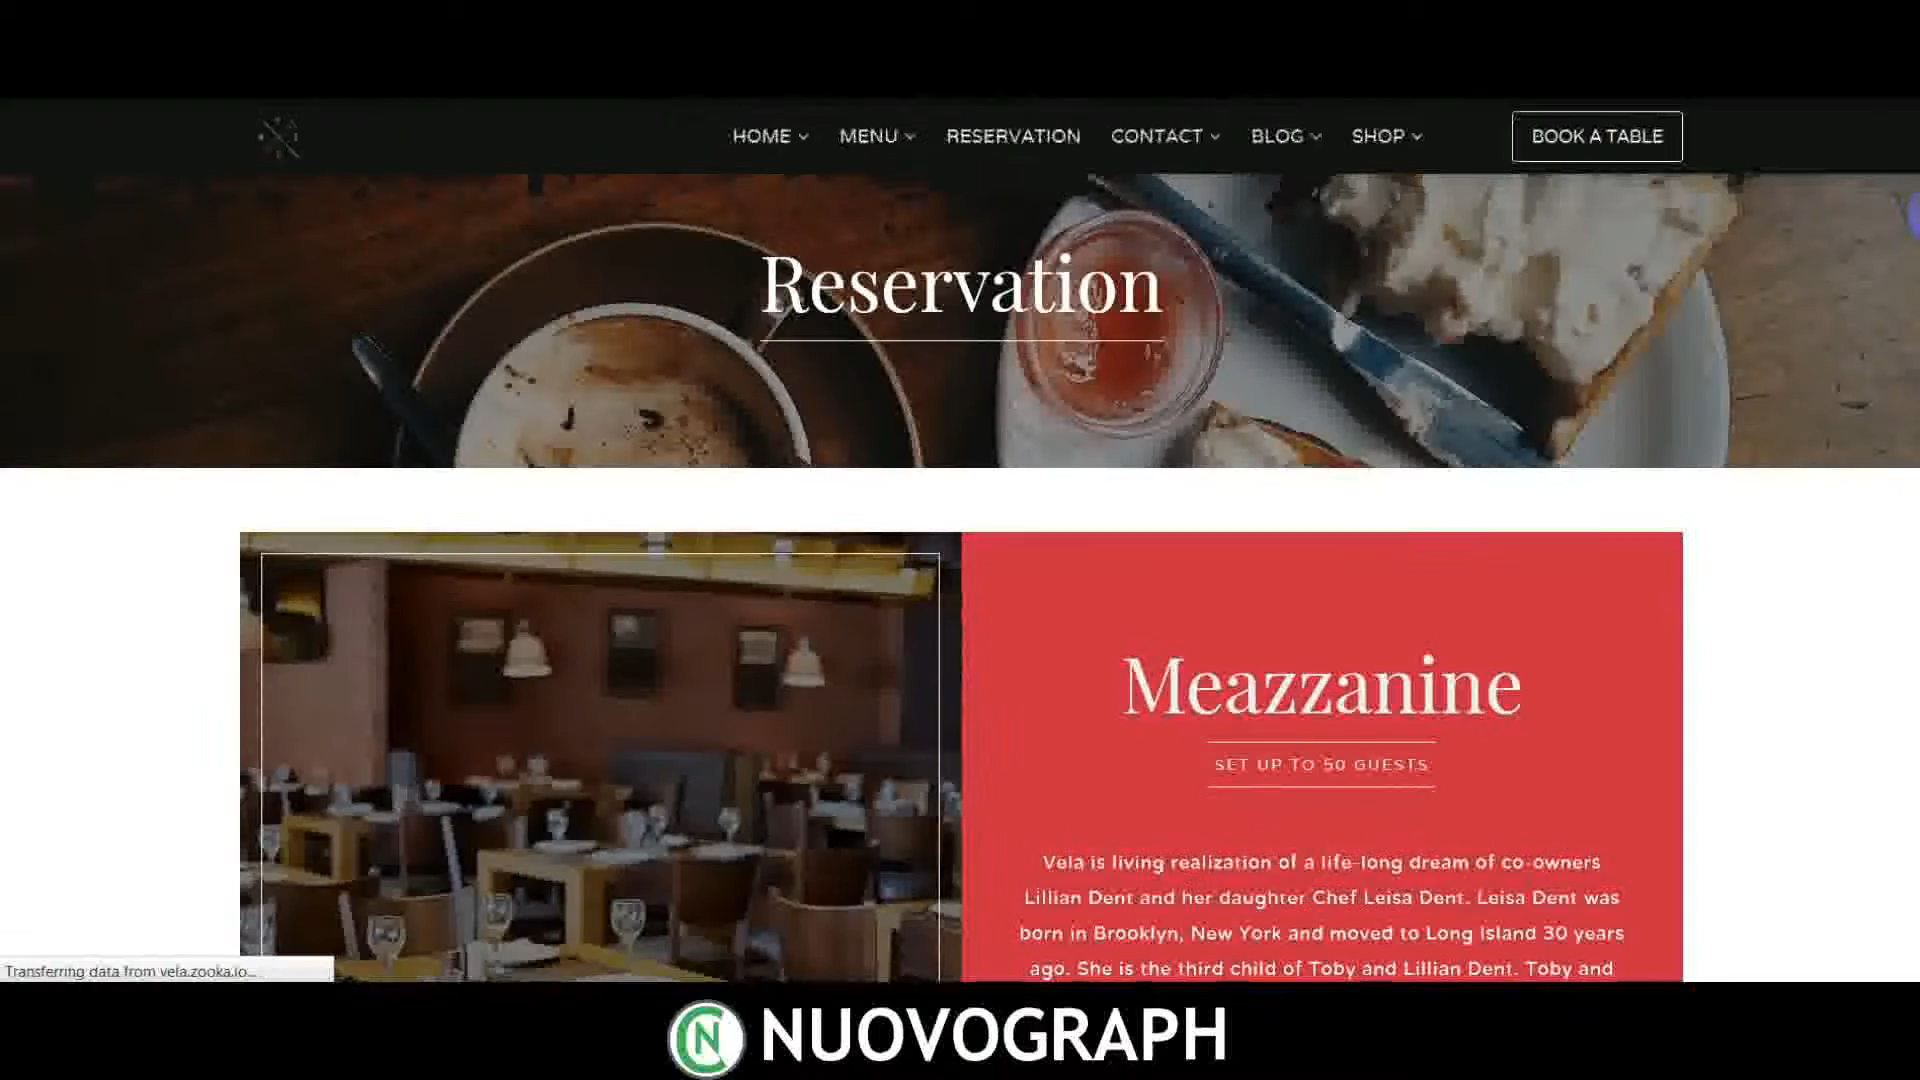 HOME MENU RESERVATION CONTACT BLOG SHOP BOOK A TABLE
Reservation
Meazzanine
SET UP TO 50 GUESTS
Vela is living realization of a life-long dream of co-owners
Lillian Dent and her daughter Chef Leisa Dent. Leisa Dent was
born in Brooklyn, New York and moved to Long Island 30 years
ago. She is the third child of Toby and Lillian Dent. Toby and
Transferring data from vela.zooka.io...
N NUOVOGRAPH